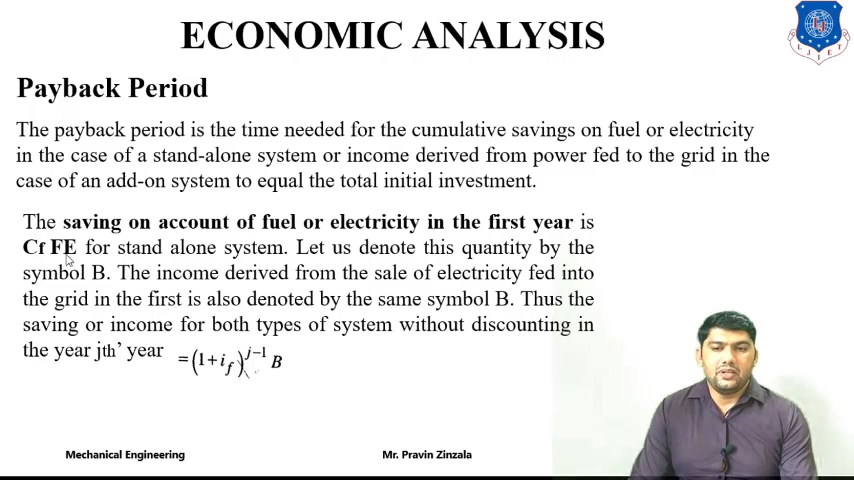 ECONOMIC ANALYSIS
LJIET
Payback Period
The payback period is the time needed for the cumulative savings on fuel or electricity
in the case of a stand-alone system or income derived from power fed to the grid in the
case of an add-on system to equal the total initial investment.
The saving on account of fuel or electricity in the first year is
Cf FE for stand alone system. Let us denote this quantity by the
symbol B. The income derived from the sale of electricity fed into
the grid in the first is also denoted by the same symbol B. Thus the
saving or income for both types of system without discounting in
the year jth’ year =(1+i_f)^{j−1} B
Mechanical Engineering
Mr. Pravin Zinzala